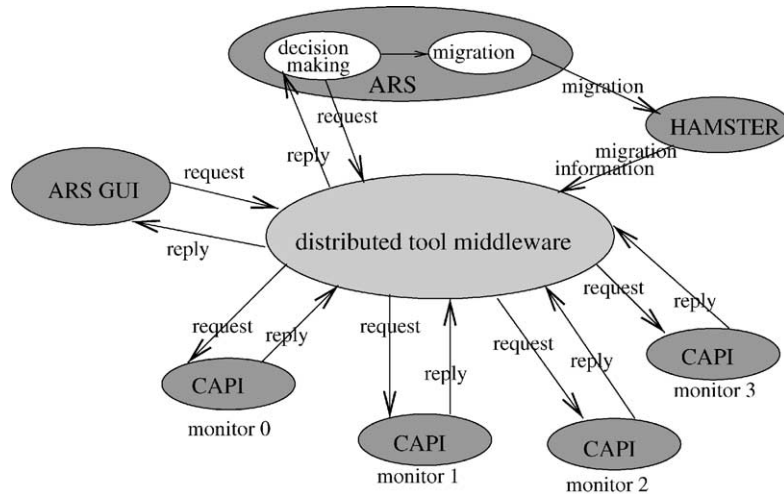 decision
making
migration
ARS
migration
request
reply
HAMSTER
migration
information
ARS GUI
request
reply
distributed tool middleware
request
reply
request
reply
request
reply
request
reply
CAPI
monitor 0
CAPI
monitor 1
CAPI
monitor 2
CAPI
monitor 3